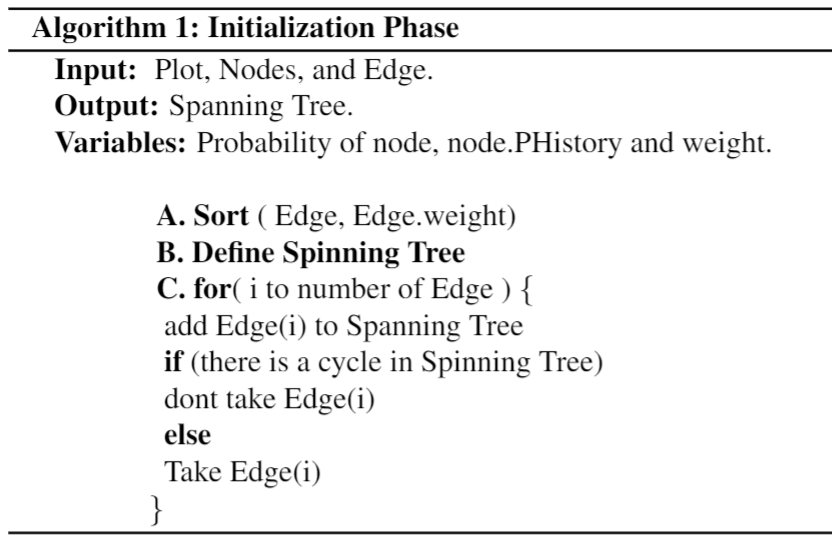 Algorithm 1: Initialization Phase
Input: Plot, Nodes, and Edge.
Output: Spanning Tree.
Variables: Probability of node, node.PHistory and weight.
A. Sort ( Edge, Edge.weight)
B. Define Spinning Tree
C. for( i to number of Edge ) {
add Edge(i) to Spanning Tree
if (there is a cycle in Spinning Tree)
dont take Edge(i)
else
Take Edge(i)
}